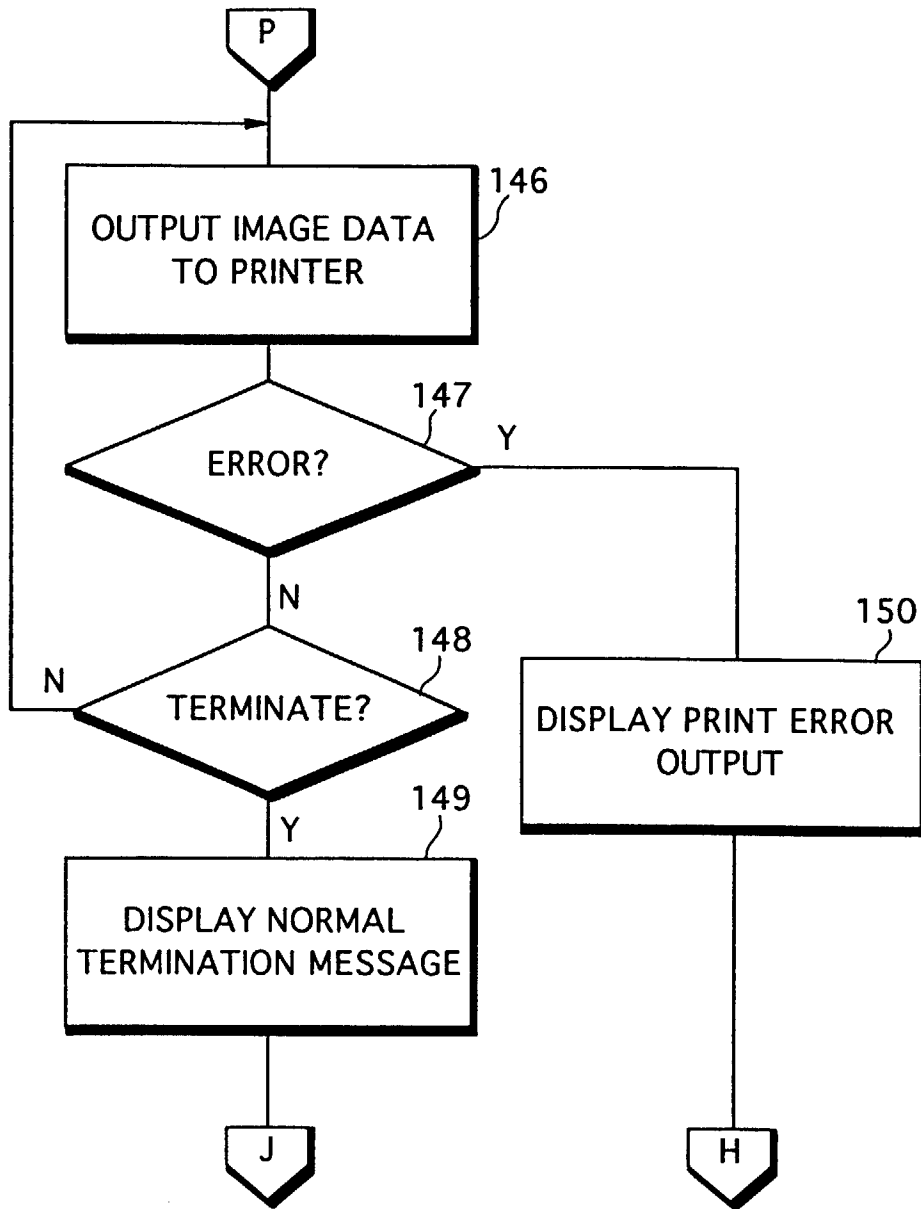 P
146
OUTPUT IMAGE DATA
TO PRINTER
147
Y
ERROR?
N
150
148
N
TERMINATE?
DISPLAY PRINT ERROR
OUTPUT
149
Y
DISPLAY NORMAL
TERMINATION MESSAGE
J
H